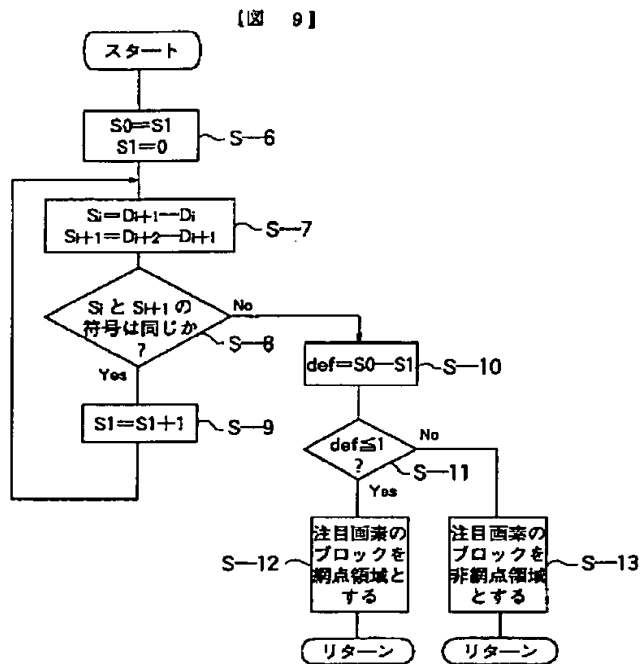 【図 9】
スタート
S0=S1
S1=0
S—6
Si=Di+1—Di
Si+1=Di+2—Di+1
S—7
SiとSi+1の
符号は同じか
?
No
S—8
Yes
S1=S1+1
S—9
def=S0—S1
S—10
def≦1
?
No
S—11
Yes
注目画素の
ブロックを
網点領域と
する
S—12
注目画素の
ブロックを
非網点領域
とする
S—13
リターン
リターン